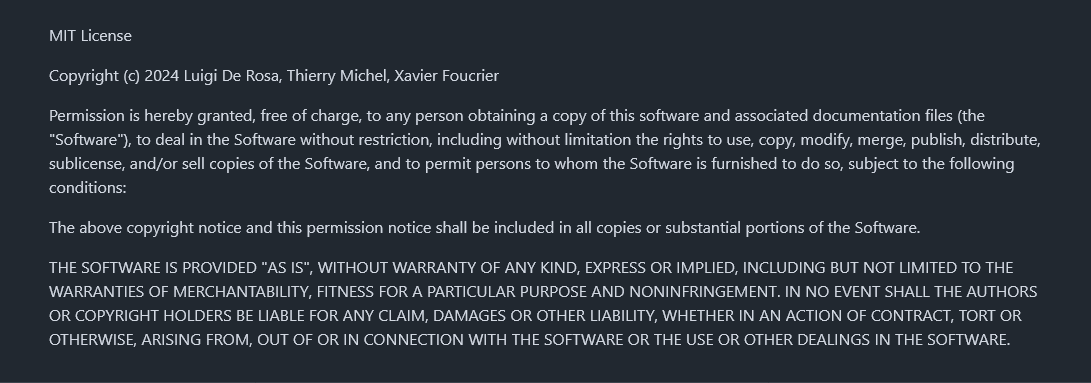 MIT License
Copyright (c) 2024 Luigi De Rosa, Thierry Michel, Xavier Foucrier
Permission is hereby granted, free of charge, to any person obtaining a copy of this software and associated documentation files (the
"Software"), to deal in the Software without restriction, including without limitation the rights to use, copy, modify, merge, publish, distribute,
sublicense, and/or sell copies of the Software, and to permit persons to whom the Software is furnished to do so, subject to the following
conditions:
The above copyright notice and this permission notice shall be included in all copies or substantial portions of the Software.
THE SOFTWARE IS PROVIDED "AS IS", WITHOUT WARRANTY OF ANY KIND, EXPRESS OR IMPLIED, INCLUDING BUT NOT LIMITED TO THE
WARRANTIES OF MERCHANTABILITY, FITNESS FOR A PARTICULAR PURPOSE AND NONINFRINGEMENT. IN NO EVENT SHALL THE AUTHORS
OR COPYRIGHT HOLDERS BE LIABLE FOR ANY CLAIM, DAMAGES OR OTHER LIABILITY, WHETHER IN AN ACTION OF CONTRACT, TORT OR
OTHERWISE, ARISING FROM, OUT OF OR IN CONNECTION WITH THE SOFTWARE OR THE USE OR OTHER DEALINGS IN THE SOFTWARE.